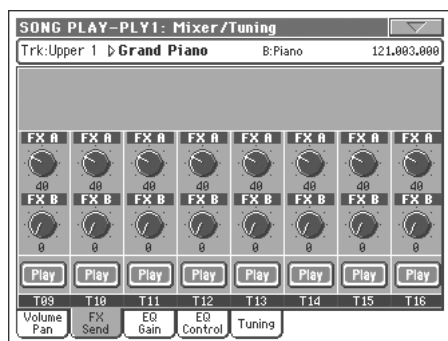 SONG PLAY-PLY1: Mixer/Tuning
Trk:Upper 1 ▷Grand Piano B:Piano 121.003.000
FX A FX A FX A FX A FX A FX A FX A FX A
40 40 40 40 40 40 40 40
FX B FX B FX B FX B FX B FX B FX B FX B
0 0 0 0 0 0 0 0
Play Play Play Play Play Play Play Play
T09 T10 T11 T12 T13 T14 T15 T16
Volume Pan FX Send EQ Gain EQ Control Tuning